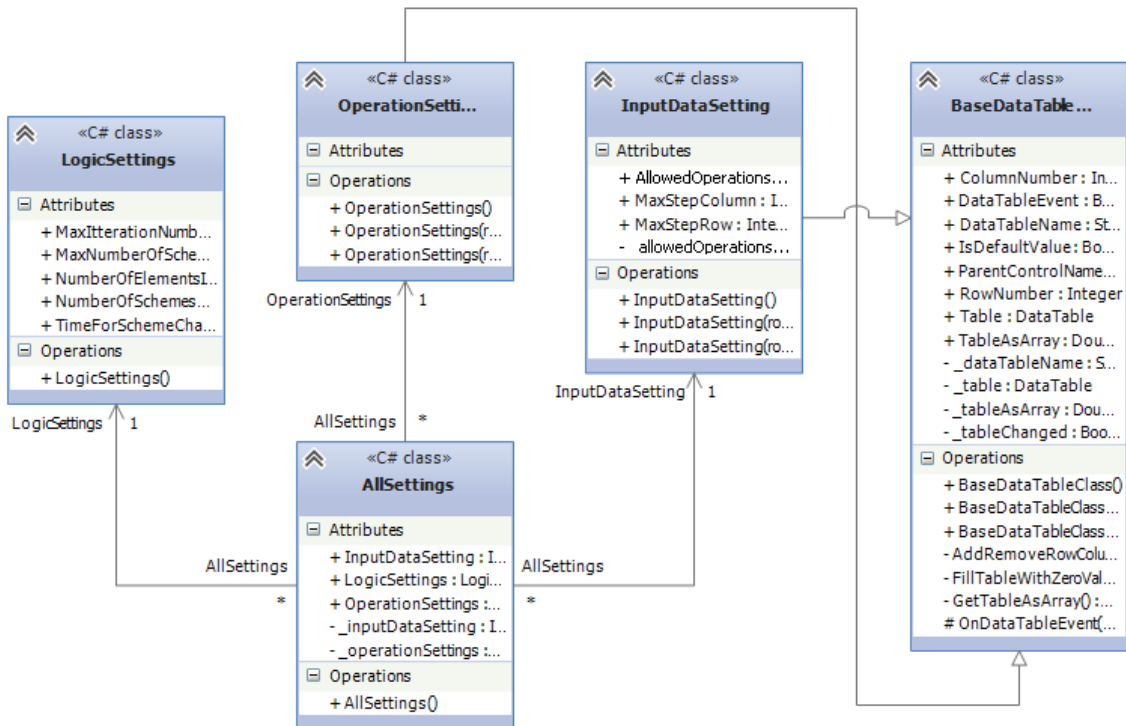 «C# class»
LogicSettings
Attributes
+ MaxItterationNumb...
+ MaxNumberOfSche...
+ NumberOfElementsI...
+ NumberOfSchemes...
+ TimeForSchemeCha...
Operations
+ LogicSettings()
LogicSettings 1
«C# class»
OperationSetti...
Attributes
Operations
+ OperationSettings()
+ OperationSettings(r...
+ OperationSettings(r...
OperationSettings 1
«C# class»
InputDataSetting
Attributes
+ AllowedOperations...
+ MaxStepColumn : I...
+ MaxStepRow : Inte...
- _allowedOperations...
Operations
+ InputDataSetting()
+ InputDataSetting(ro...
+ InputDataSetting(ro...
InputDataSetting 1
«C# class»
BaseDataTable ...
Attributes
+ ColumnNumber : In...
+ DataTableEvent : B...
+ DataTableName : St...
+ IsDefaultValue : Bo...
+ ParentControlName...
+ RowNumber : Integer
+ Table : DataTable
+ TableAsArray : Dou...
- _dataTableName : S...
- _table : DataTable
- _tableAsArray : Dou...
- _tableChanged : Boo...
Operations
+ BaseDataTableClass()
+ BaseDataTableClass...
+ BaseDataTableClass...
- AddRemoveRowColu...
- FillTableWithZeroVal...
- GetTableAsArray() :...
# OnDataTableEvent(...
AllSettings *
«C# class»
AllSettings
Attributes
+ InputDataSetting : I...
+ LogicSettings : Logi...
+ OperationSettings :...
- _inputDataSetting : I...
- _operationSettings :...
Operations
+ AllSettings()
AllSettings
*
AllSettings
*